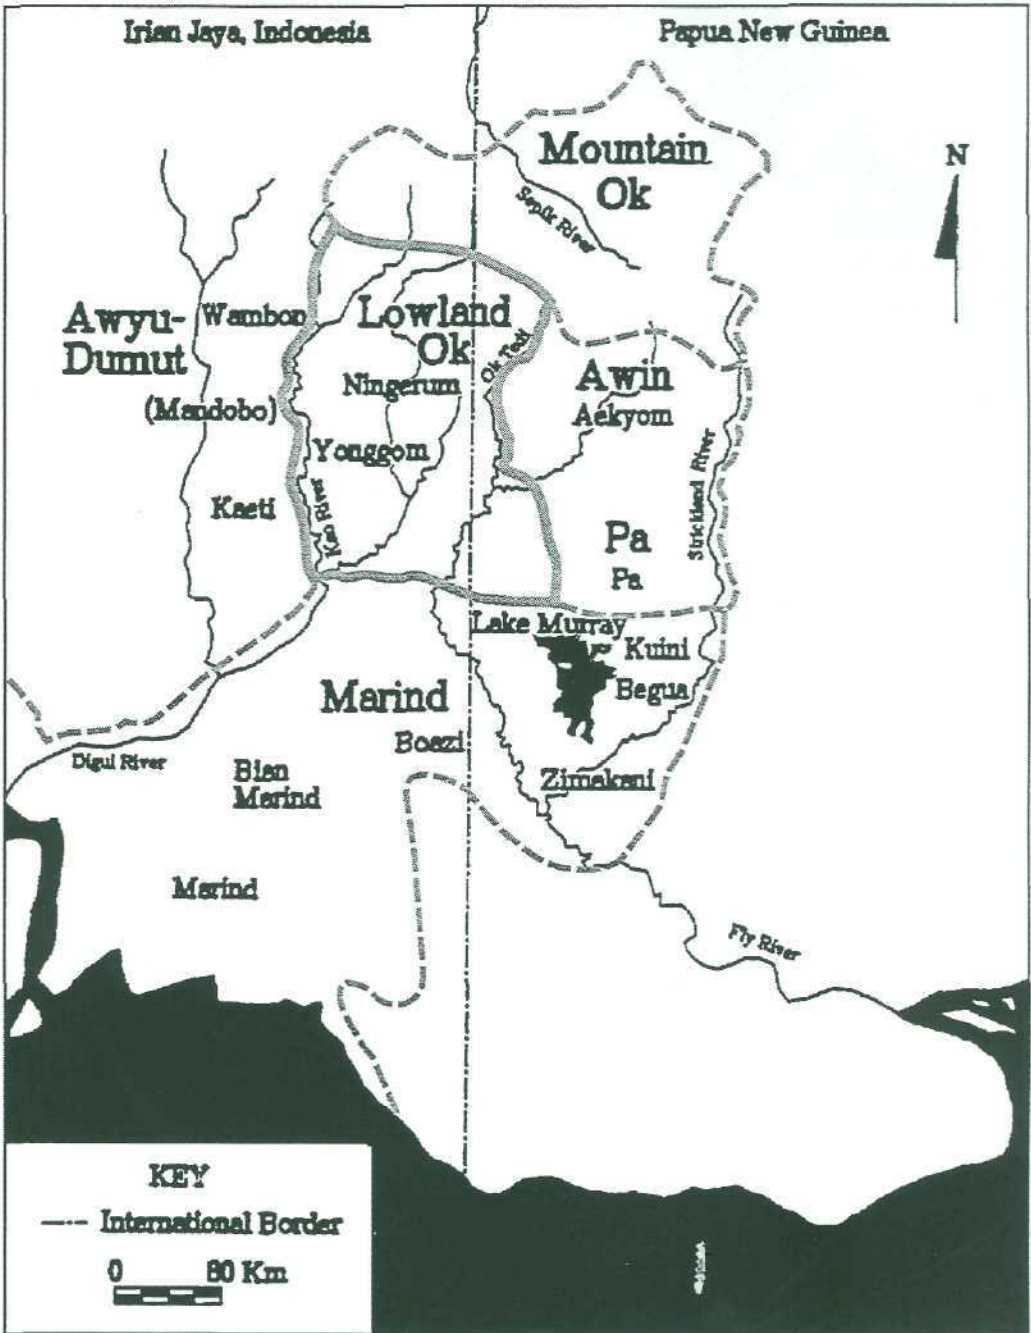 Irian Jaya, Indonesia
Papua New Guinea
Mountain
Ok
N
Sepik River
Awyu-
Dumut
Wambon
Lowland
Ok
Ok Tedi
Awin
Aekyom
Ningerum
(Mandobo)
Yonggom
Kaeti
Kao River
Strickland River
Pa
Pa
Lake Murray
Kuini
Begua
Marind
Boazi
Digul River
Bian
Marind
Zimakani
Marind
Fly River
KEY
International Border
0 80 Km